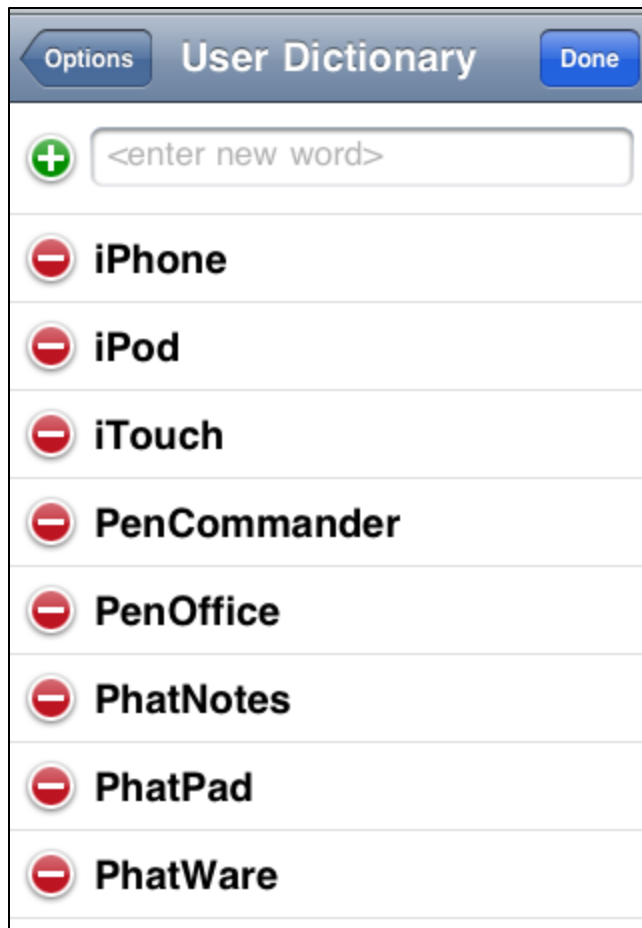 Options User Dictionary Done
<enter new word>
iPhone
iPod
iTouch
PenCommander
PenOffice
PhatNotes
PhatPad
PhatWare